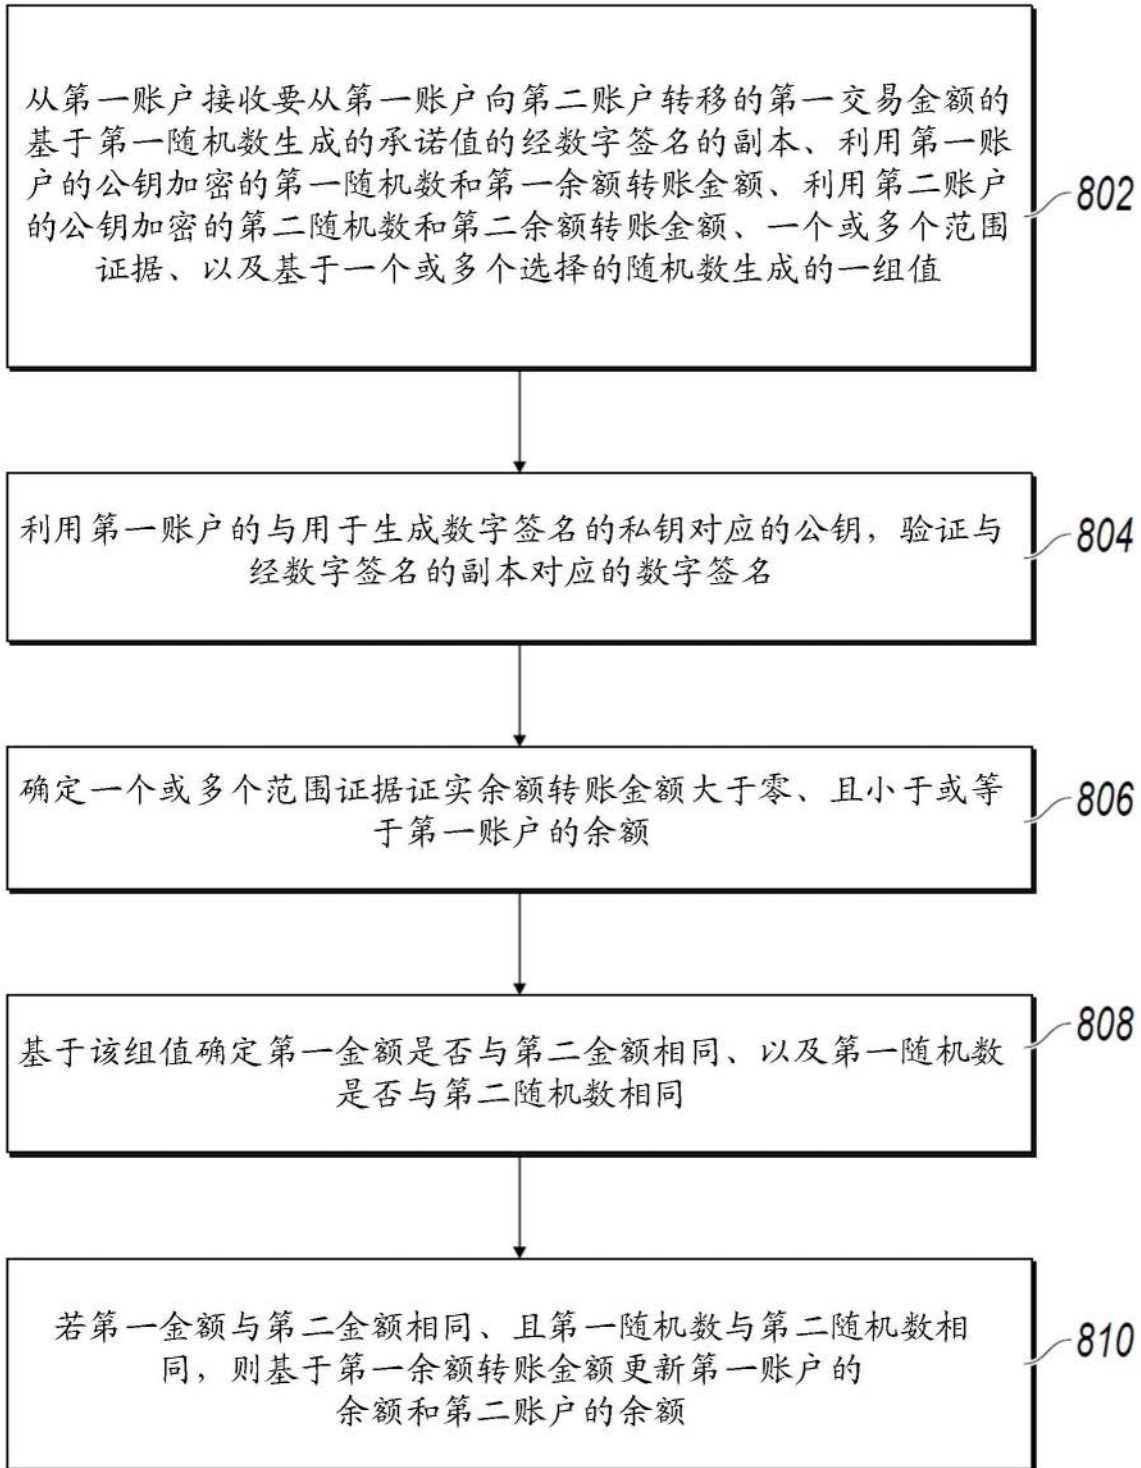 从第一账户接收要从第一账户向第二账户转移的第一交易金额的
基于第一随机数生成的承诺值的经数字签名的副本、利用第一账
户的公钥加密的第一随机数和第一余额转账金额、利用第二账户
的公钥加密的第二随机数和第二余额转账金额、一个或多个范围
证据、以及基于一个或多个选择的随机数生成的一组值
802
利用第一账户的与用于生成数字签名的私钥对应的公钥，验证与
经数字签名的副本对应的数字签名
804
确定一个或多个范围证据证实余额转账金额大于零、且小于或等
于第一账户的余额
806
基于该组值确定第一金额是否与第二金额相同、以及第一随机数
是否与第二随机数相同
808
若第一金额与第二金额相同、且第一随机数与第二随机数相
同，则基于第一余额转账金额更新第一账户的
余额和第二账户的余额
810